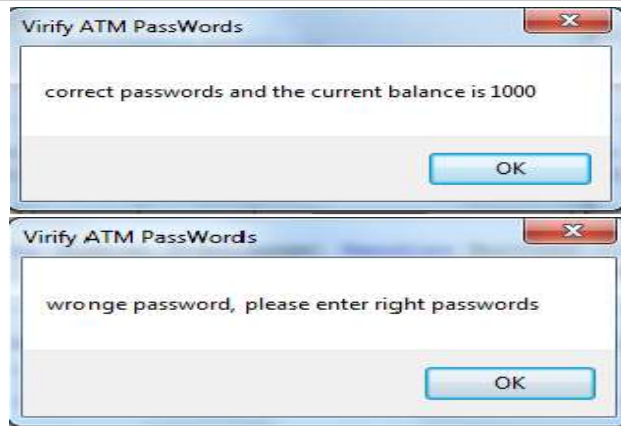 Virify ATM PassWords
correct passwords and the current balance is 1000
OK
Virify ATM PassWords
wronge password, please enter right passwords
OK